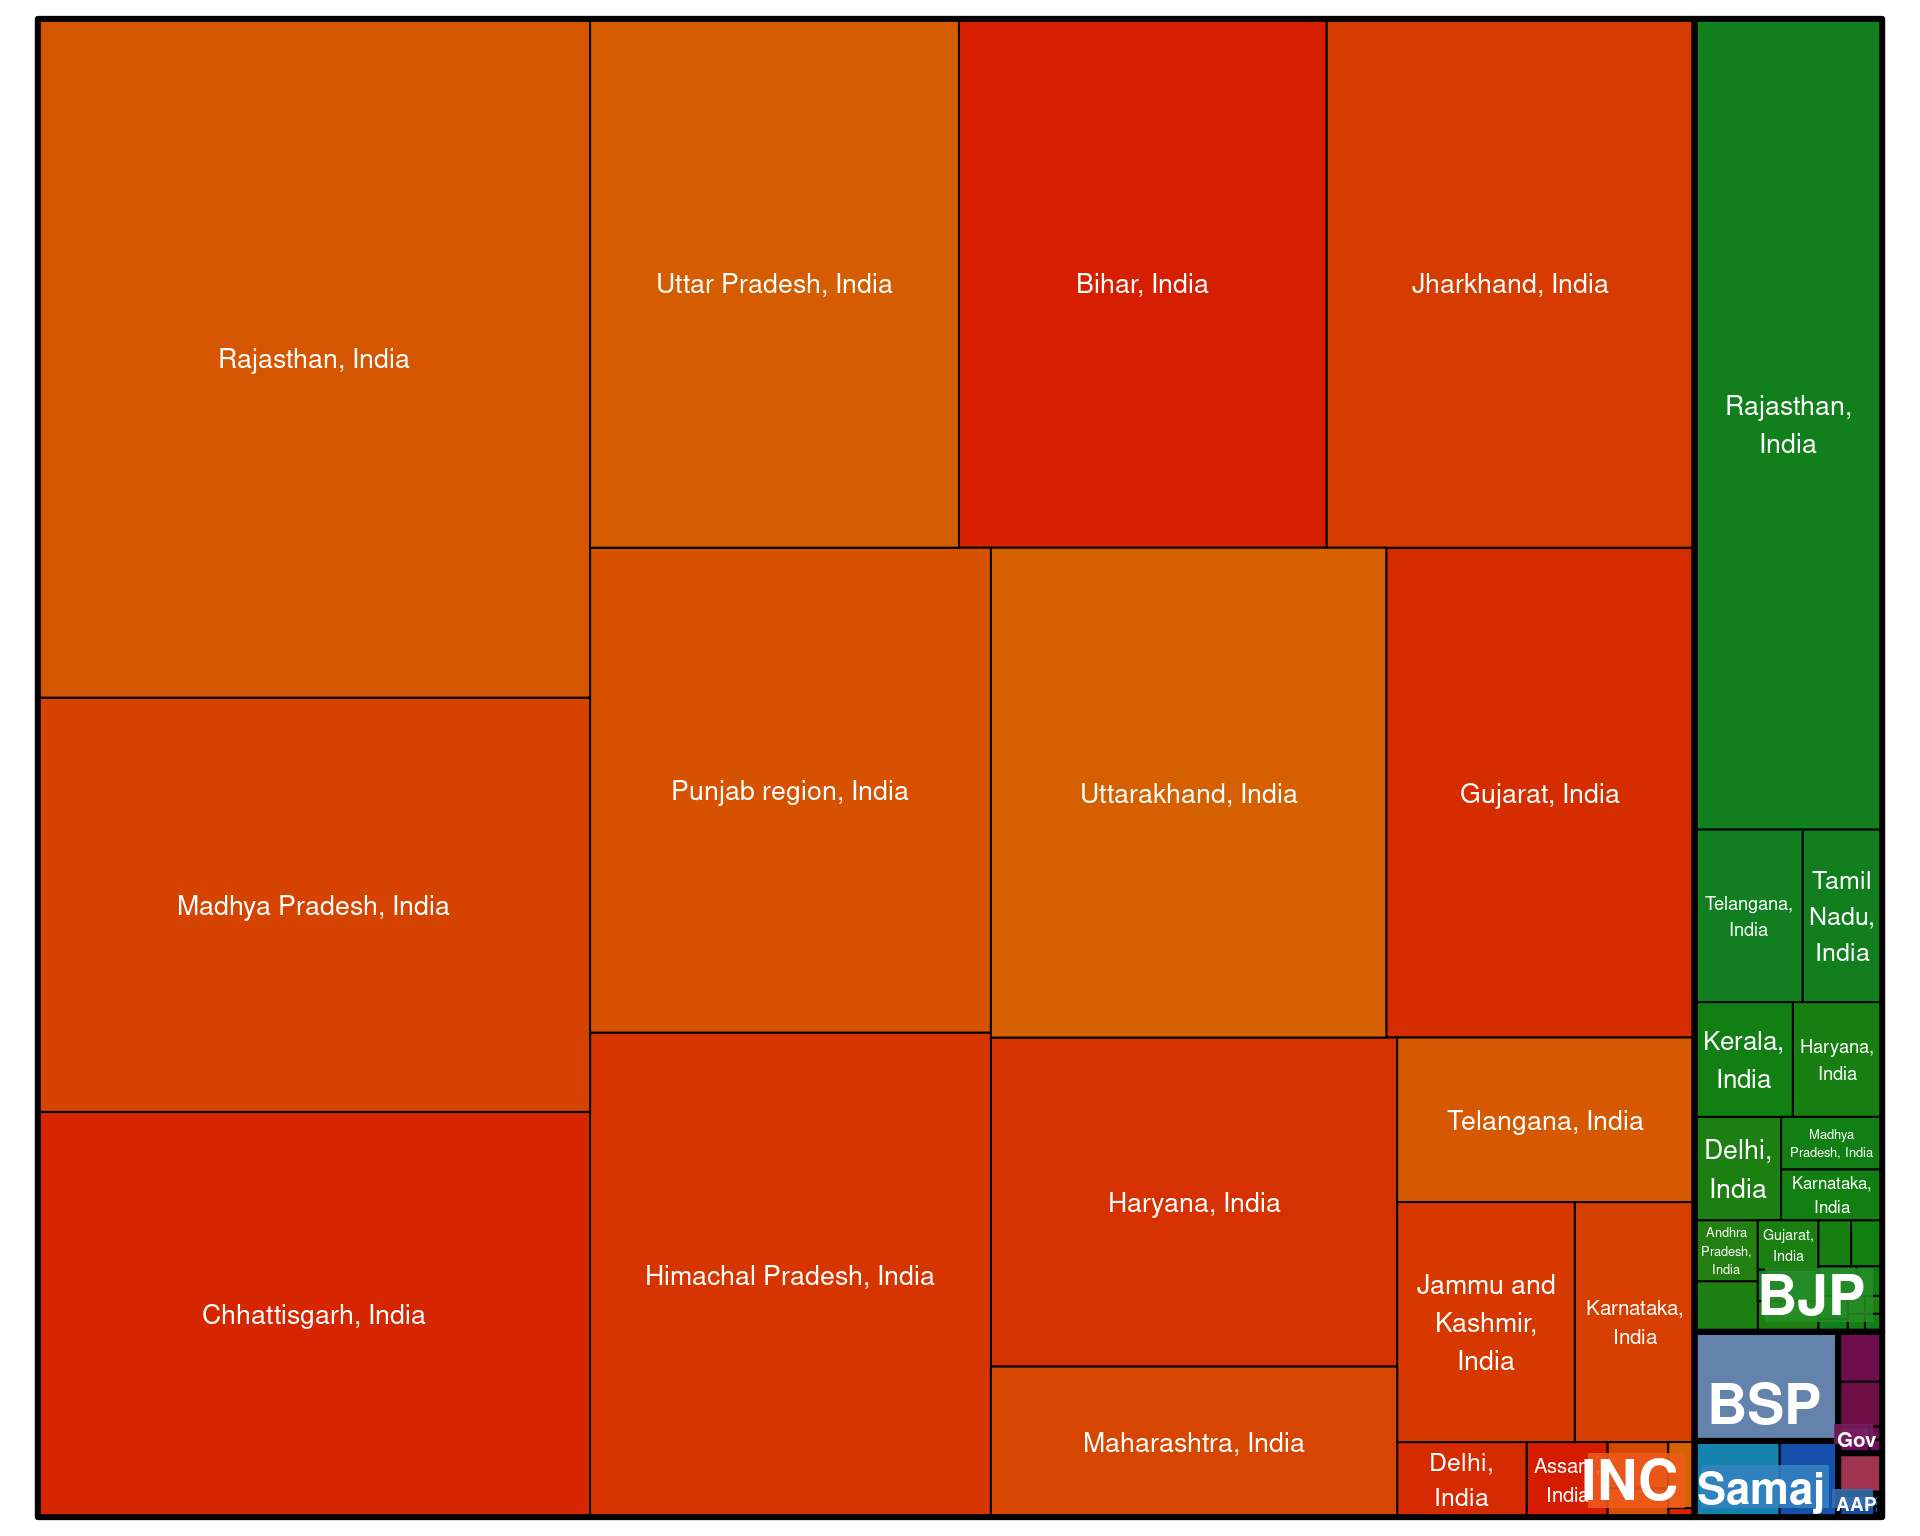 Rajasthan, India
Uttar Pradesh, India
Bihar, India
Jharkhand, India
Madhya Pradesh, India
Punjab region, India
Uttarakhand, India
Gujarat, India
Chhattisgarh, India
Himachal Pradesh, India
Haryana, India
Maharashtra, India
Telangana, India
Jammu and
Kashmir,
India
Karnataka,
India
Delhi,
India
India
INC
Rajasthan,
India
Telangana,
India
Tamil
Nadu,
India
Kerala,
India
Haryana,
India
Delhi,
India
Madhya
Pradesh, India
Karnataka,
India
Andhra
Pradesh,
India
Gujarat,
India
BJP
BSP
Gov
Samaj
AAP